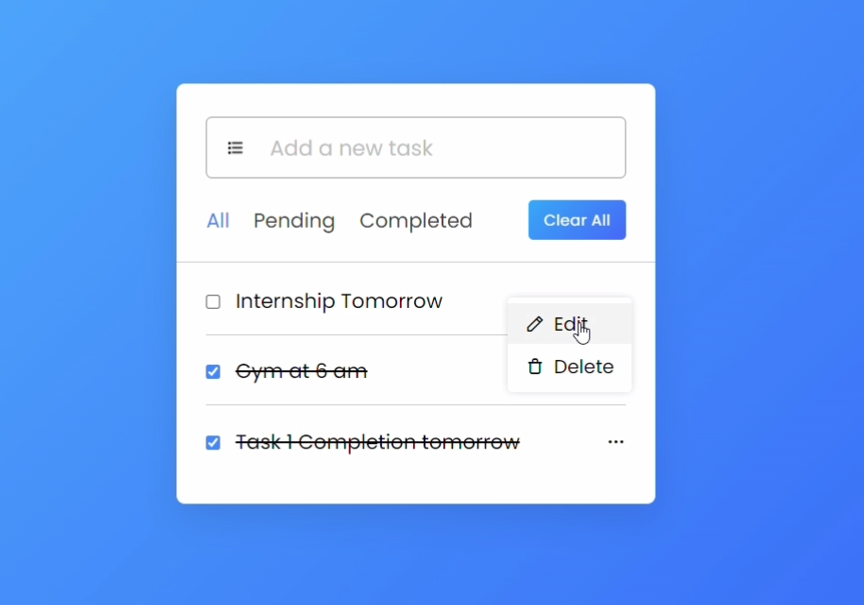 Add a new task
All Pending Completed Clear All
Internship Tomorrow
Edit
Gym at 6 am
Delete
Task 1 Completion tomorrow